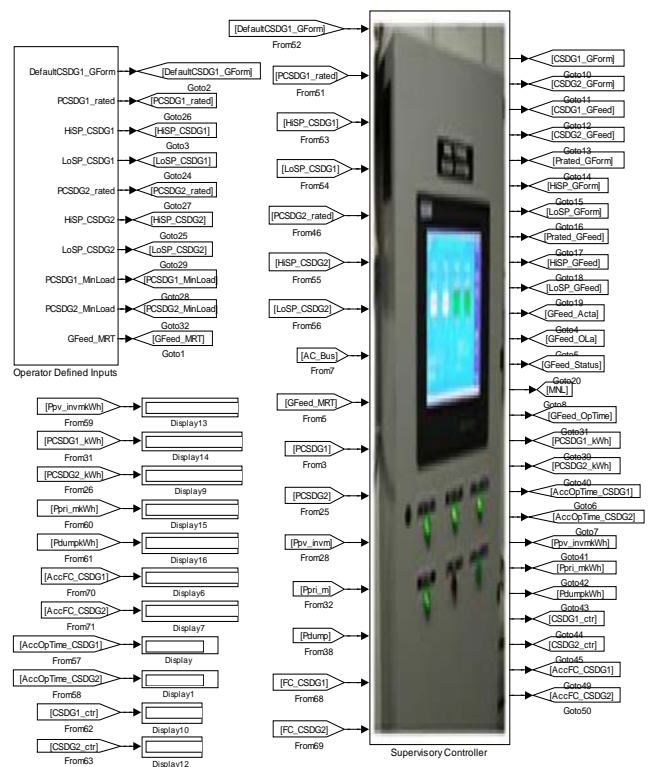 DefaultCSDG1_GForm
[DefaultCSDG1_GForm]
Goto2
PCSDG1_rated
[PCSDG1_rated]
Goto26
HiSP_CSDG1
[HiSP_CSDG1]
Goto3
LoSP_CSDG1
[LoSP_CSDG1]
Goto24
PCSDG2_rated
[PCSDG2_rated]
Goto27
HiSP_CSDG2
[HiSP_CSDG2]
Goto25
LoSP_CSDG2
[LoSP_CSDG2]
Goto29
PCSDG1_MinLoad
[PCSDG1_MinLoad]
Goto28
PCSDG2_MinLoad
[PCSDG2_MinLoad]
Goto32
GFeed_MRT
[GFeed_MRT]
Goto1
Operator Defined Inputs
[Ppv_invmkWh]
From59
Display13
[PCSDG1_kWh]
From31
Display14
[PCSDG2_kWh]
From26
Display9
[Ppri_mkWh]
From60
Display15
[PdumpkWh]
From61
Display16
[AccFC_CSDG1]
From70
Display6
[AccFC_CSDG2]
From71
Display7
[AccOpTime_CSDG1]
From57
Display
[AccOpTime_CSDG2]
From58
Display1
[CSDG1_ctr]
From62
Display10
[CSDG2_ctr]
From63
Display12
[DefaultCSDG1_GForm]
From52
[PCSDG1_rated]
From51
[HiSP_CSDG1]
From53
[LoSP_CSDG1]
From54
[PCSDG2_rated]
From46
[HiSP_CSDG2]
From55
[LoSP_CSDG2]
From56
[AC_Bus]
From7
[GFeed_MRT]
From5
[PCSDG1]
From3
[PCSDG2]
From25
[Ppv_invm]
From28
[Ppri_m]
From32
[Pdump]
From38
[FC_CSDG1]
From68
[FC_CSDG2]
From69
Supervisory Controller
[CSDG1_GForm]
Goto10
[CSDG2_GForm]
Goto11
[CSDG1_GFeed]
Goto12
[CSDG2_GFeed]
Goto13
[Prated_GForm]
Goto14
[HiSP_GForm]
Goto15
[LoSP_GForm]
Goto16
[Prated_GFeed]
Goto17
[HiSP_GFeed]
Goto18
[LoSP_GFeed]
Goto19
[GFeed_Acta]
Goto4
[GFeed_OLa]
Goto5
[GFeed_Status]
Goto20
[MNL]
Goto8
[GFeed_OpTime]
Goto31
[PCSDG1_kWh]
Goto39
[PCSDG2_kWh]
Goto40
[AccOpTime_CSDG1]
Goto6
[AccOpTime_CSDG2]
Goto7
[Ppv_invmkWh]
Goto41
[Ppri_mkWh]
Goto42
[PdumpkWh]
Goto43
[CSDG1_ctr]
Goto44
[CSDG2_ctr]
Goto45
[AccFC_CSDG1]
Goto49
[AccFC_CSDG2]
Goto50